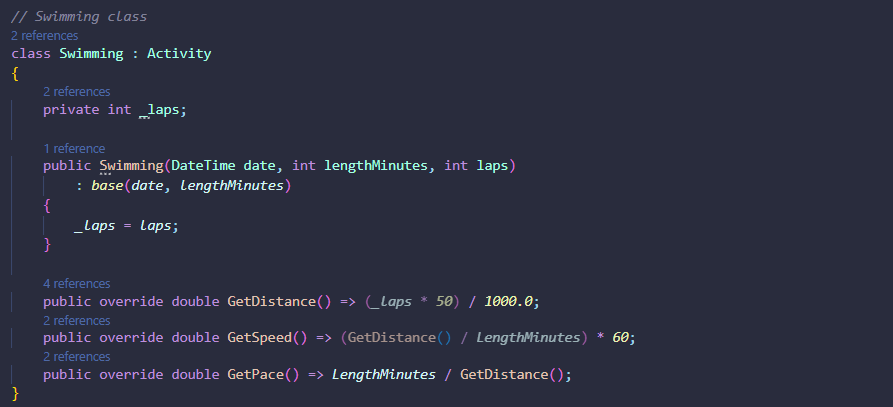 // Swimming class
2 references
class Swimming : Activity
{
2 references
private int _laps;
1 reference
public Swimming(DateTime date, int lengthMinutes, int laps)
: base(date, lengthMinutes)
{
_laps = laps;
}
4 references
public override double GetDistance() => (_laps * 50) / 1000.0;
2 references
public override double GetSpeed() => (GetDistance() / LengthMinutes) * 60;
2 references
public override double GetPace() => LengthMinutes / GetDistance();
}